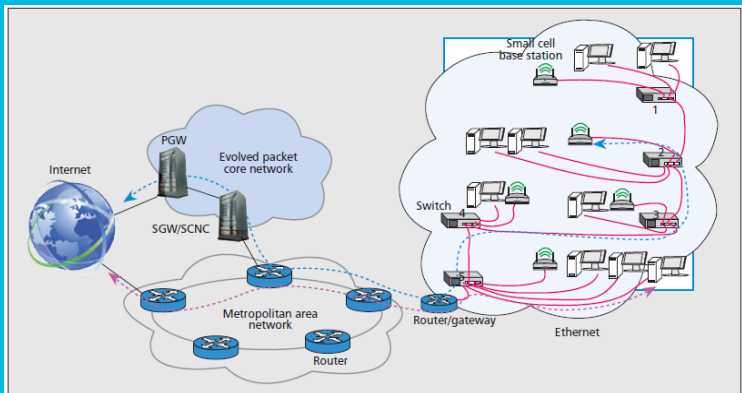 Small cell
base station
1
PGW
Evolved packet
core network
Internet
2
SGW/SCNC
Switch
4
3
5
Metropolitan area
network
Router/gateway
Ethernet
Router